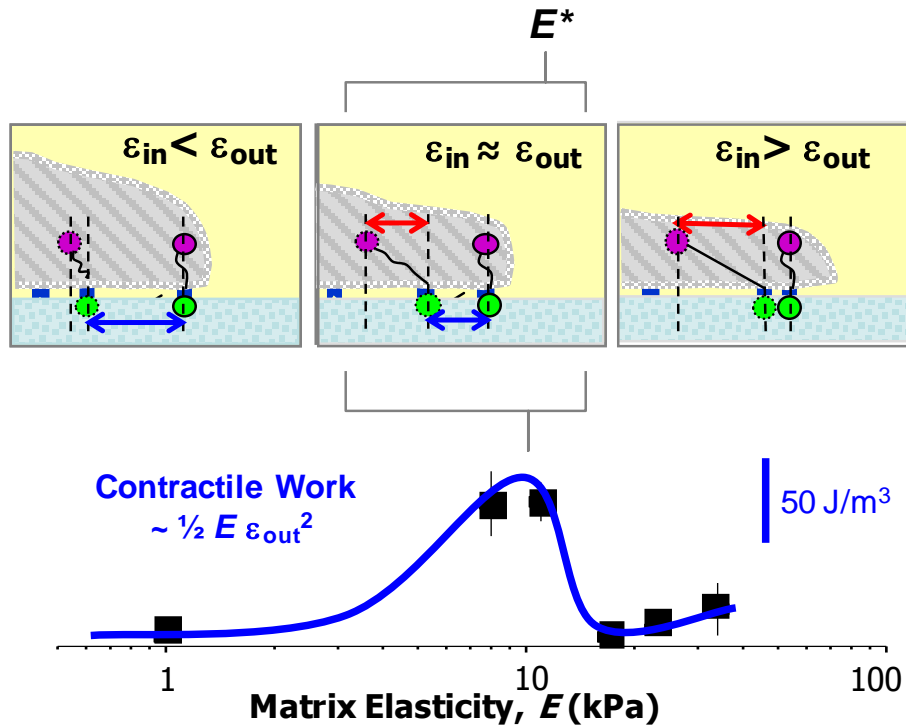 E*
εin < εout
εin ≈ εout
εin > εout
Contractile Work
~ ½ E εout²
50 J/m³
1
10
100
Matrix Elasticity, E (kPa)